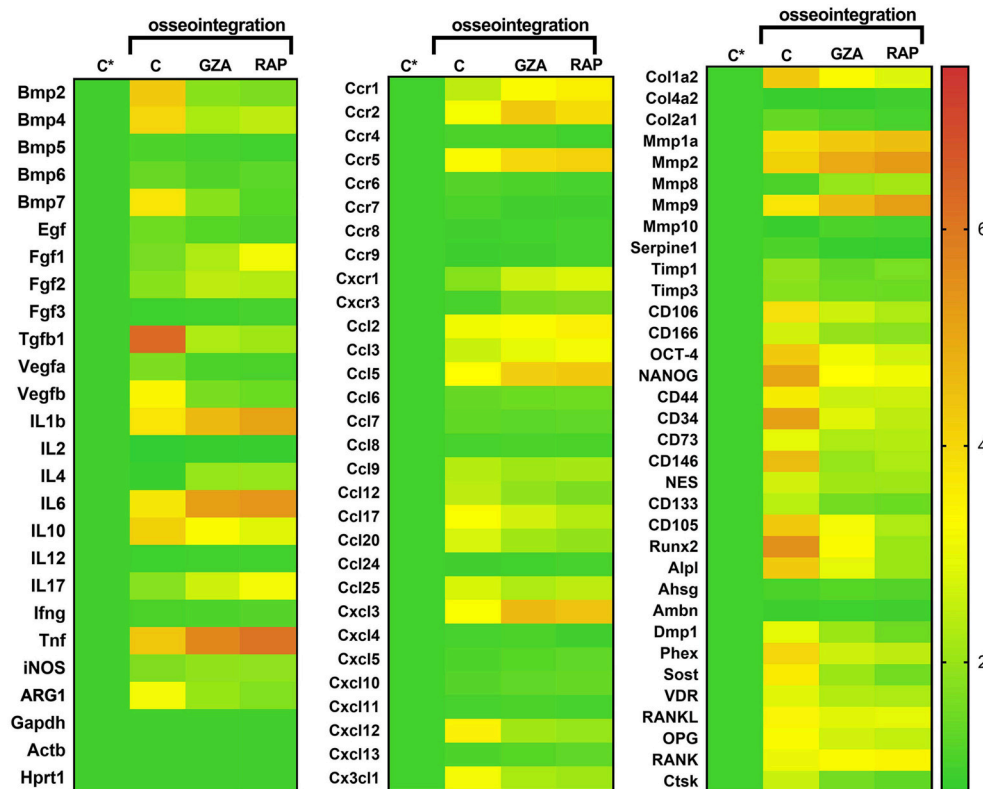 osseointegration
C* C GZA RAP
Bmp2
Bmp4
Bmp5
Bmp6
Bmp7
Egf
Fgf1
Fgf2
Fgf3
Tgfb1
Vegfa
Vegfb
IL1b
IL2
IL4
IL6
IL10
IL12
IL17
Ifng
Tnf
iNOS
ARG1
Gapdh
Actb
Hprt1
osseointegration
C* C GZA RAP
Ccr1
Ccr2
Ccr4
Ccr5
Ccr6
Ccr7
Ccr8
Ccr9
Cxcr1
Cxcr3
Ccl2
Ccl3
Ccl5
Ccl6
Ccl7
Ccl8
Ccl9
Ccl12
Ccl17
Ccl20
Ccl24
Ccl25
Cxcl3
Cxcl4
Cxcl5
Cxcl10
Cxcl11
Cxcl12
Cxcl13
Cx3cl1
osseointegration
C* C GZA RAP
Col1a2
Col4a2
Col2a1
Mmp1a
Mmp2
Mmp8
Mmp9
Mmp10
Serpine1
Timp1
Timp3
CD106
CD166
OCT-4
NANOG
CD44
CD34
CD73
CD146
NES
CD133
CD105
Runx2
Alpl
Ahsg
Ambn
Dmp1
Phex
Sost
VDR
RANKL
OPG
RANK
Ctsk
6
4
2